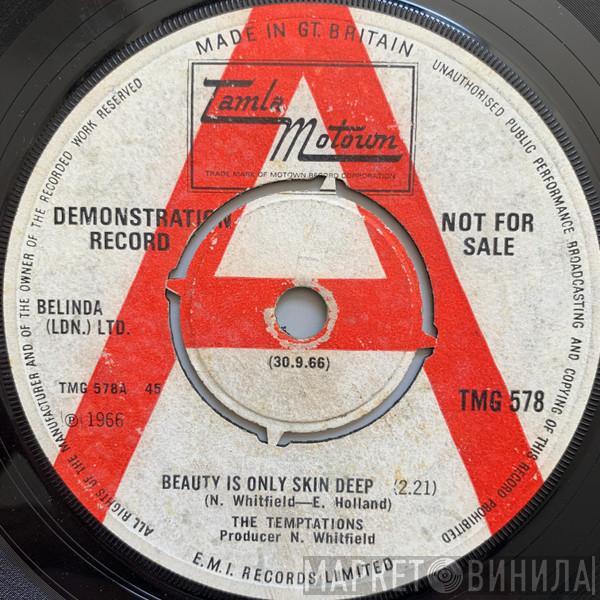 MADE IN GT. BRITAIN
UNAUTHORISED PUBLIC PERFORMANCE BROADCASTING AND COPYING OF THIS RECORD PROHIBITED
ALL RIGHTS OF THE MANUFACTURER AND OF THE OWNER OF THE RECORDED WORK RESERVED
A
Tamla
Motown
TRADE MARK OF MOTOWN RECORD CORPORATION
DEMONSTRATION
RECORD
NOT FOR
SALE
BELINDA
(LDN.) LTD.
(30.9.66)
TMG 578A 45
℗ 1966
TMG 578
BEAUTY IS ONLY SKIN DEEP (2.21)
(N. Whitfield—E. Holland)
THE TEMPTATIONS
Producer N. Whitfield
E.M.I. RECORDS LIMITED
МАРКЕТ ВИНИЛА